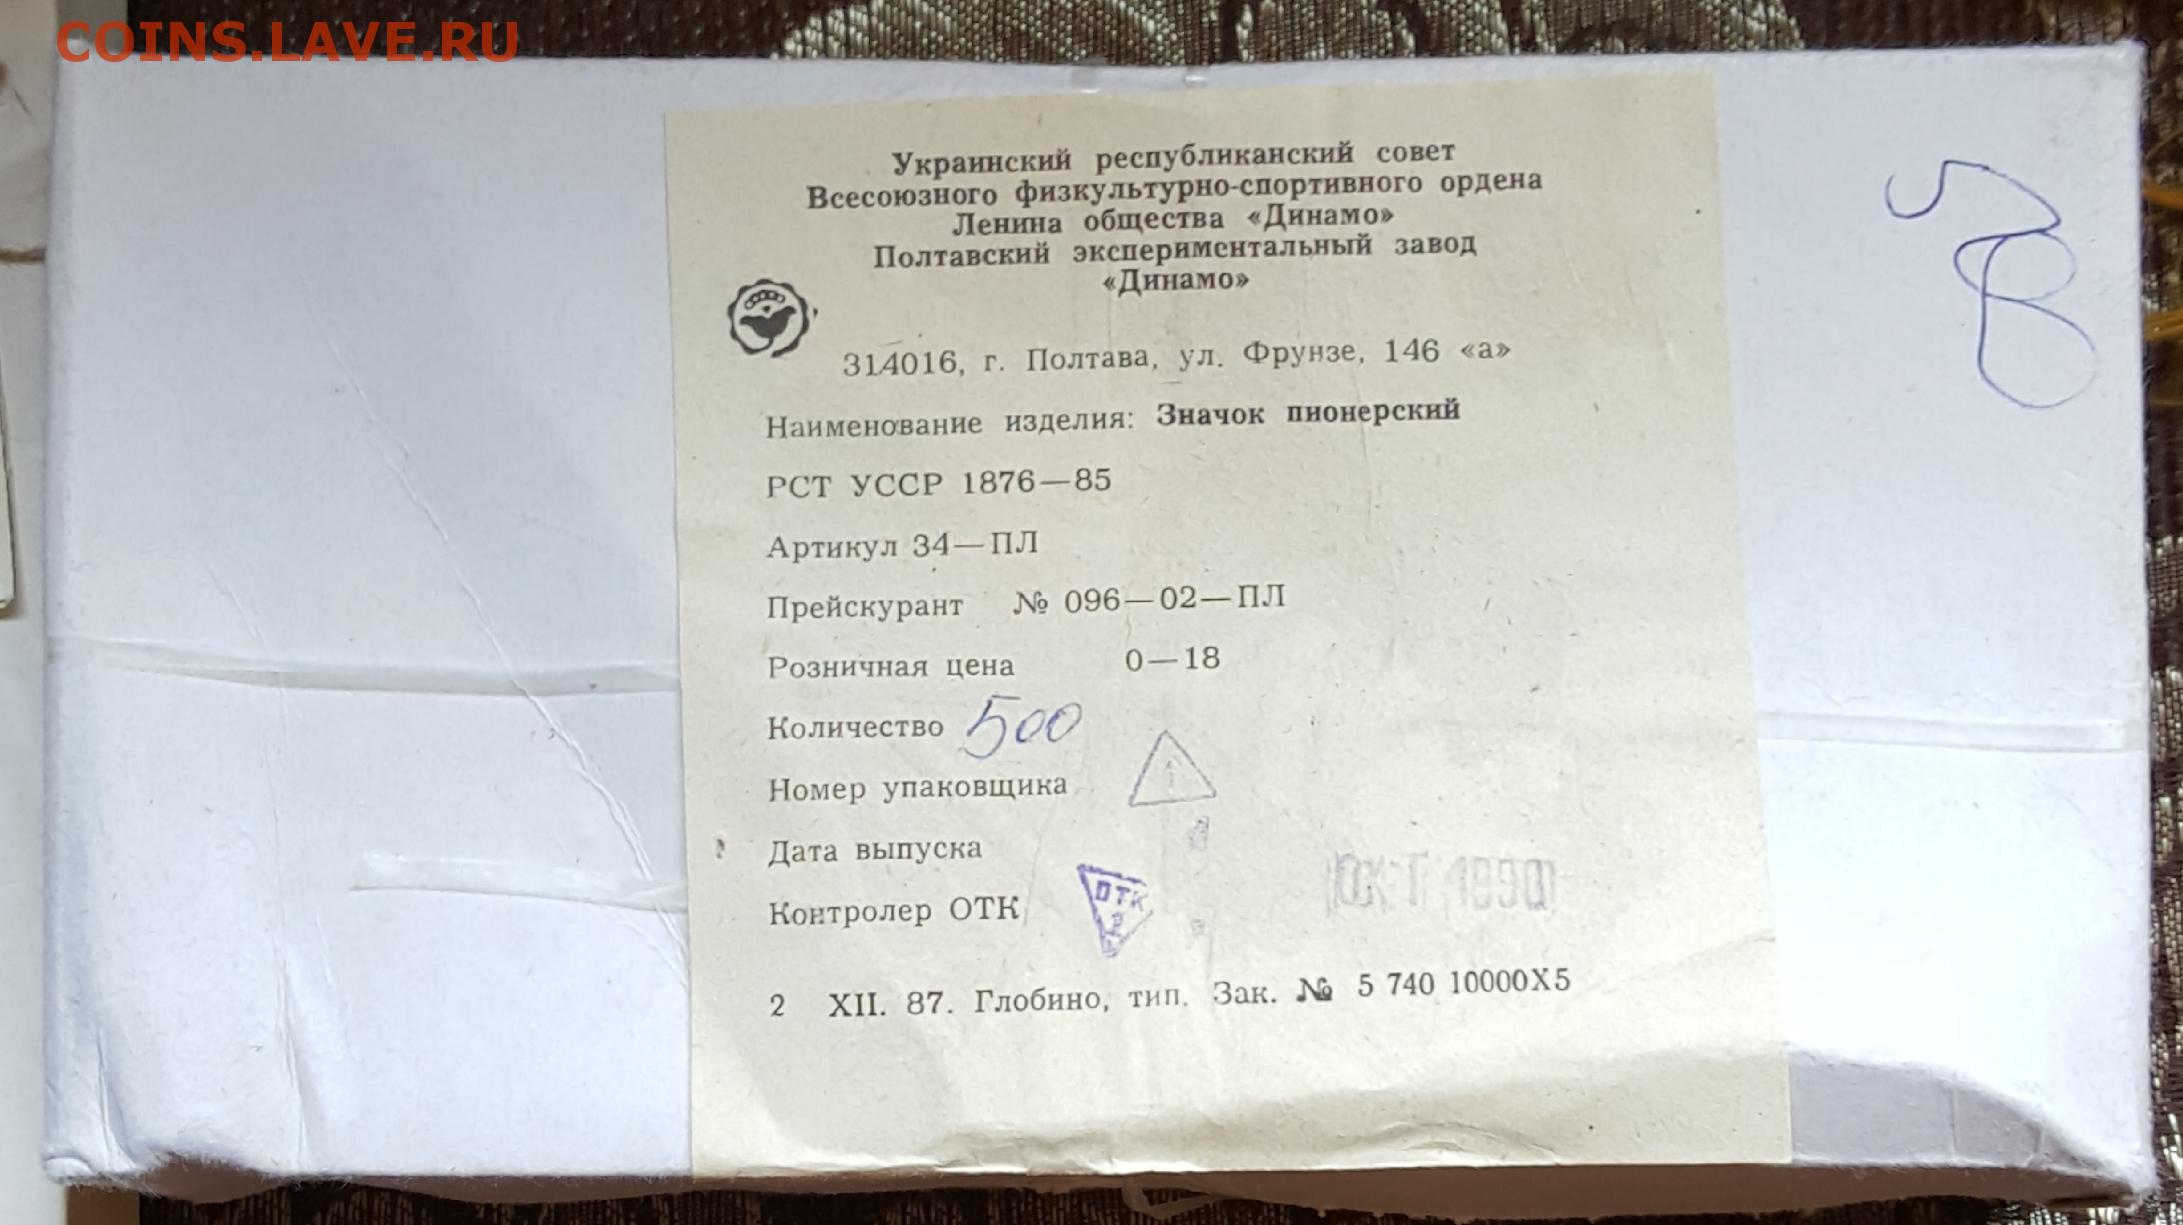 COINS.LAVE.RU
Украинский республиканский совет
Всесоюзного физкультурно-спортивного ордена
Ленина общества «Динамо»
Полтавский экспериментальный завод
«Динамо»
314016, г. Полтава, ул. Фрунзе, 146 «а»
Наименование изделия: Значок пионерский
РСТ УССР 1876—85
Артикул 34—ПЛ
Прейскурант № 096—02—ПЛ
Розничная цена 0—18
Количество 500
Номер упаковщика
Дата выпуска
ОКТ 1990
Контролер ОТК
ОТК
2 XII. 87. Глобино, тип. Зак. № 5 740 10000X5